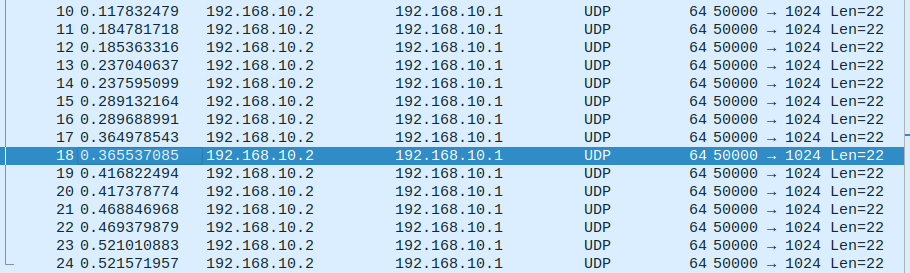 10 0.117832479 192.168.10.2 192.168.10.1 UDP 64 50000 → 1024 Len=22
11 0.184781718 192.168.10.2 192.168.10.1 UDP 64 50000 → 1024 Len=22
12 0.185363316 192.168.10.2 192.168.10.1 UDP 64 50000 → 1024 Len=22
13 0.237040637 192.168.10.2 192.168.10.1 UDP 64 50000 → 1024 Len=22
14 0.237595099 192.168.10.2 192.168.10.1 UDP 64 50000 → 1024 Len=22
15 0.289132164 192.168.10.2 192.168.10.1 UDP 64 50000 → 1024 Len=22
16 0.289688991 192.168.10.2 192.168.10.1 UDP 64 50000 → 1024 Len=22
17 0.364978543 192.168.10.2 192.168.10.1 UDP 64 50000 → 1024 Len=22
18 0.365537085 192.168.10.2 192.168.10.1 UDP 64 50000 → 1024 Len=22
19 0.416822494 192.168.10.2 192.168.10.1 UDP 64 50000 → 1024 Len=22
20 0.417378774 192.168.10.2 192.168.10.1 UDP 64 50000 → 1024 Len=22
21 0.468846968 192.168.10.2 192.168.10.1 UDP 64 50000 → 1024 Len=22
22 0.469379879 192.168.10.2 192.168.10.1 UDP 64 50000 → 1024 Len=22
23 0.521010883 192.168.10.2 192.168.10.1 UDP 64 50000 → 1024 Len=22
24 0.521571957 192.168.10.2 192.168.10.1 UDP 64 50000 → 1024 Len=22